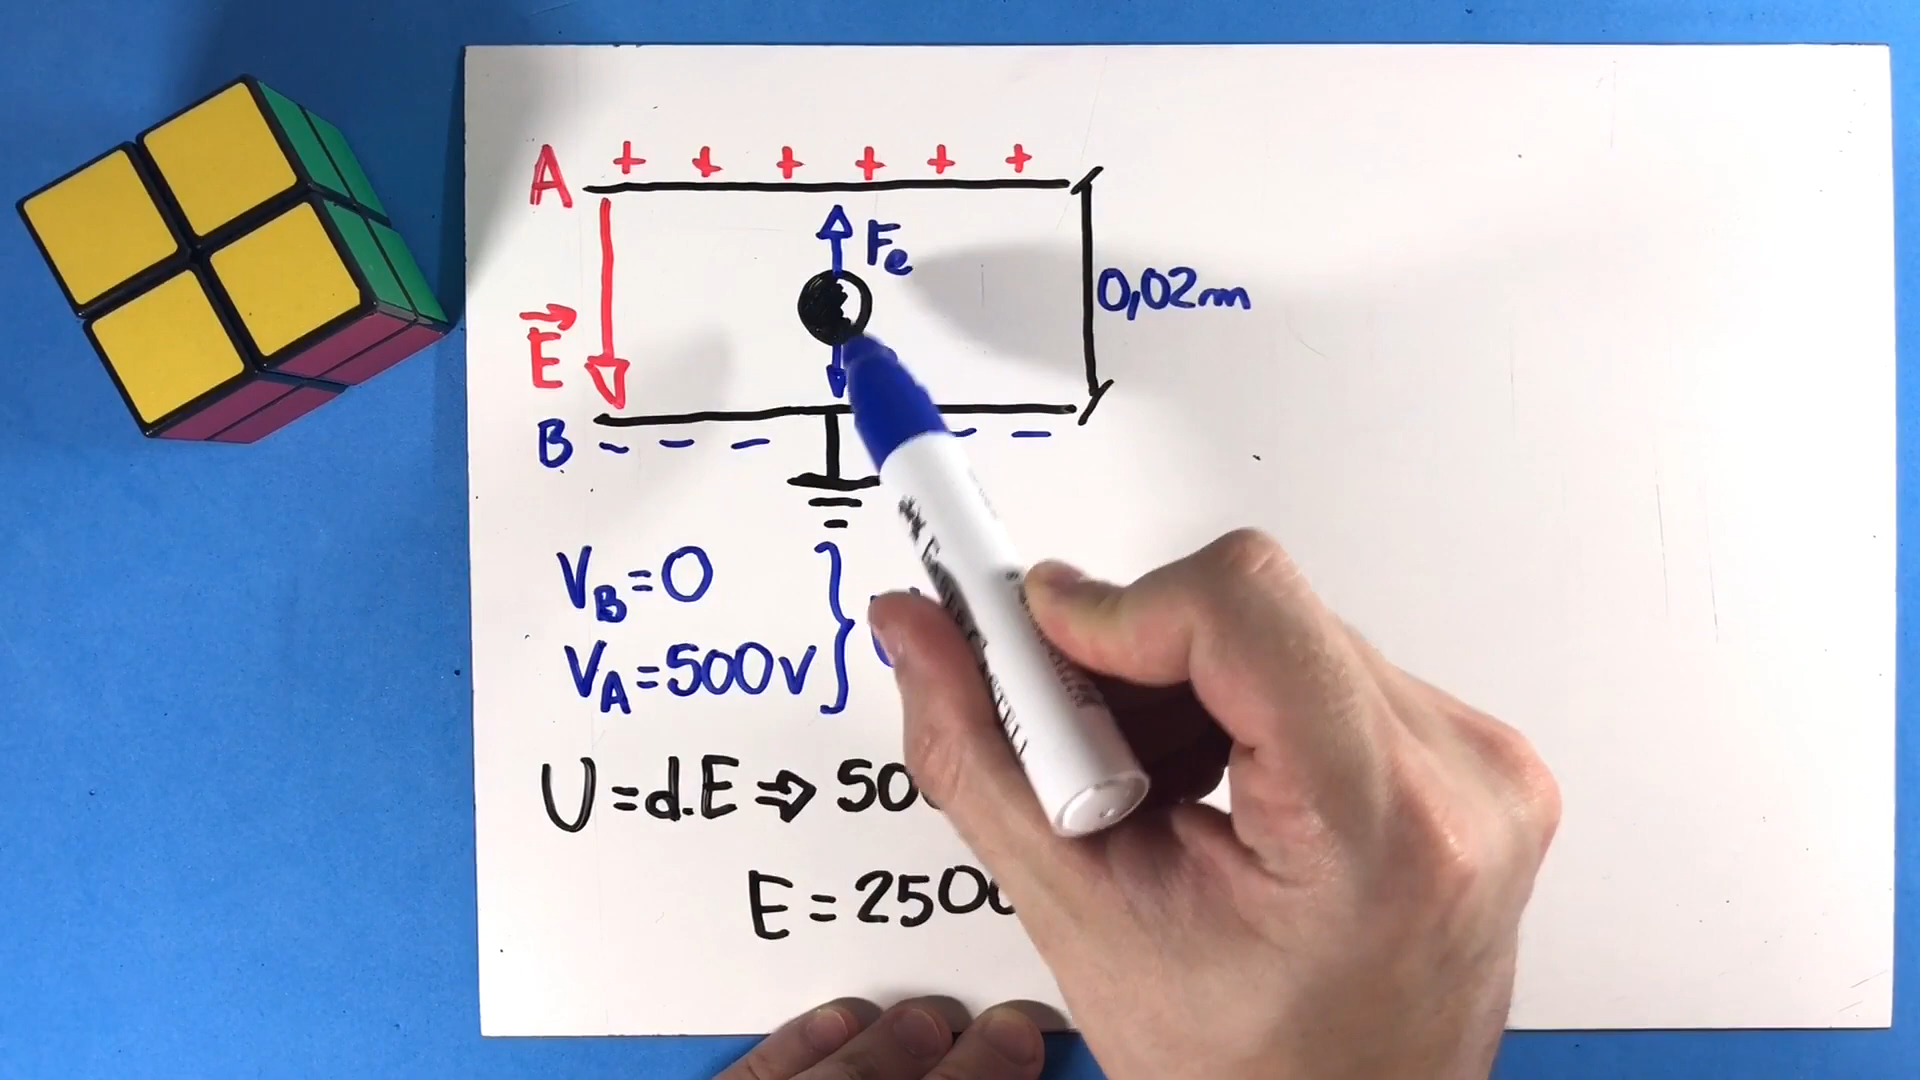 A + + + + + +
Fe
0,02m
E
B - - - - -
VB=0
VA=500V }
U=d.E⇒50
E=250